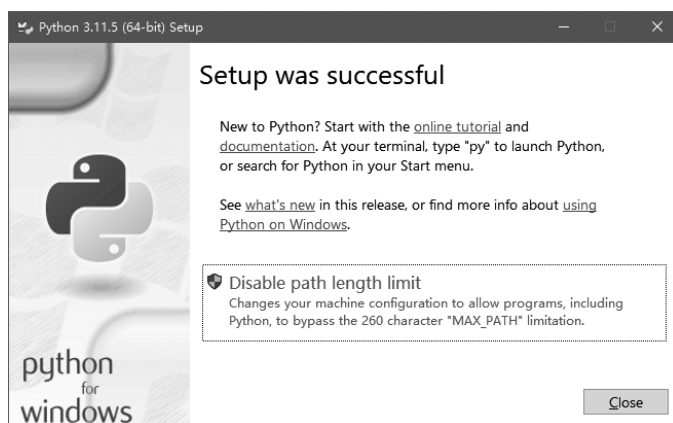 Python 3.11.5 (64-bit) Setup
Setup was successful
New to Python? Start with the online tutorial and
documentation. At your terminal, type "py" to launch Python,
or search for Python in your Start menu.
See what's new in this release, or find more info about using
Python on Windows.
Disable path length limit
Changes your machine configuration to allow programs, including
Python, to bypass the 260 character "MAX_PATH" limitation.
python
for
windows
Close